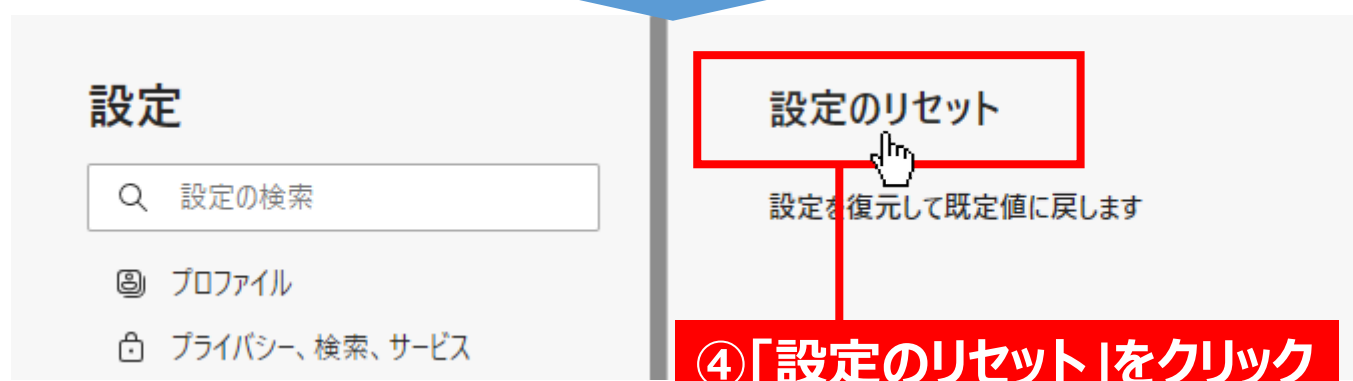 設定
設定の検索
プロファイル
プライバシー、検索、サービス
設定のリセット
設定を復元して既定値に戻します
④「設定のリセット」をクリック